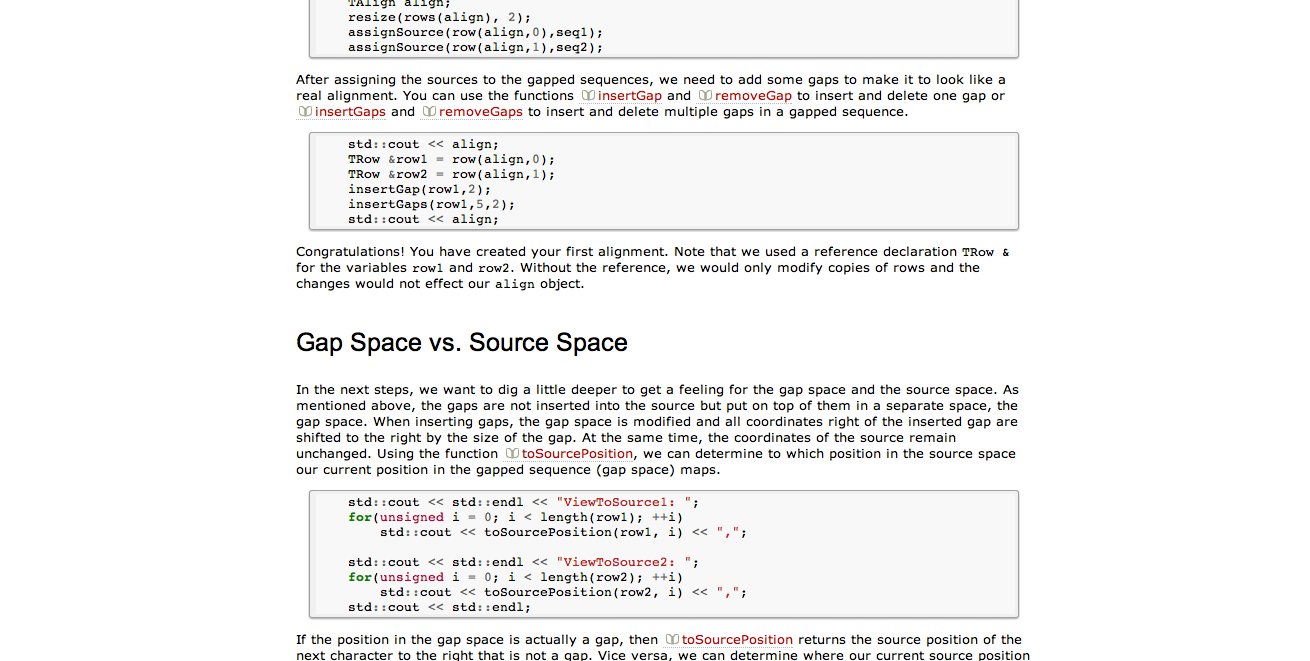 TAlign align;
resize(rows(align), 2);
assignSource(row(align,0),seq1);
assignSource(row(align,1),seq2);
After assigning the sources to the gapped sequences, we need to add some gaps to make it to look like a
real alignment. You can use the functions insertGap and removeGap to insert and delete one gap or
insertGaps and removeGaps to insert and delete multiple gaps in a gapped sequence.
std::cout << align;
TRow &row1 = row(align,0);
TRow &row2 = row(align,1);
insertGap(row1,2);
insertGaps(row1,5,2);
std::cout << align;
Congratulations! You have created your first alignment. Note that we used a reference declaration TRow &
for the variables row1 and row2. Without the reference, we would only modify copies of rows and the
changes would not effect our align object.
Gap Space vs. Source Space
In the next steps, we want to dig a little deeper to get a feeling for the gap space and the source space. As
mentioned above, the gaps are not inserted into the source but put on top of them in a separate space, the
gap space. When inserting gaps, the gap space is modified and all coordinates right of the inserted gap are
shifted to the right by the size of the gap. At the same time, the coordinates of the source remain
unchanged. Using the function toSourcePosition, we can determine to which position in the source space
our current position in the gapped sequence (gap space) maps.
std::cout << std::endl << "ViewToSource1: ";
for(unsigned i = 0; i < length(row1); ++i)
    std::cout << toSourcePosition(row1, i) << ",";
std::cout << std::endl << "ViewToSource2: ";
for(unsigned i = 0; i < length(row2); ++i)
    std::cout << toSourcePosition(row2, i) << ",";
std::cout << std::endl;
If the position in the gap space is actually a gap, then toSourcePosition returns the source position of the
next character to the right that is not a gap. Vice versa, we can determine where our current source position